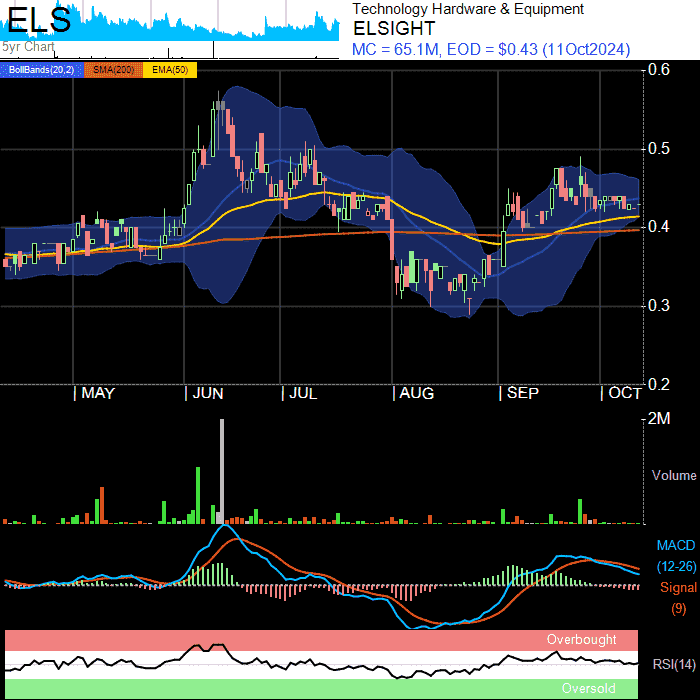 ELS
5yr Chart
Technology Hardware & Equipment
ELSIGHT
MC = 65.1M, EOD = $0.43 (11Oct2024)
BollBands(20,2) SMA(200) EMA(50)
0.6
0.5
0.4
0.3
0.2
MAY JUN JUL AUG SEP OCT
2M
Volume
MACD
(12-26)
Signal
(9)
Overbought
RSI(14)
Oversold